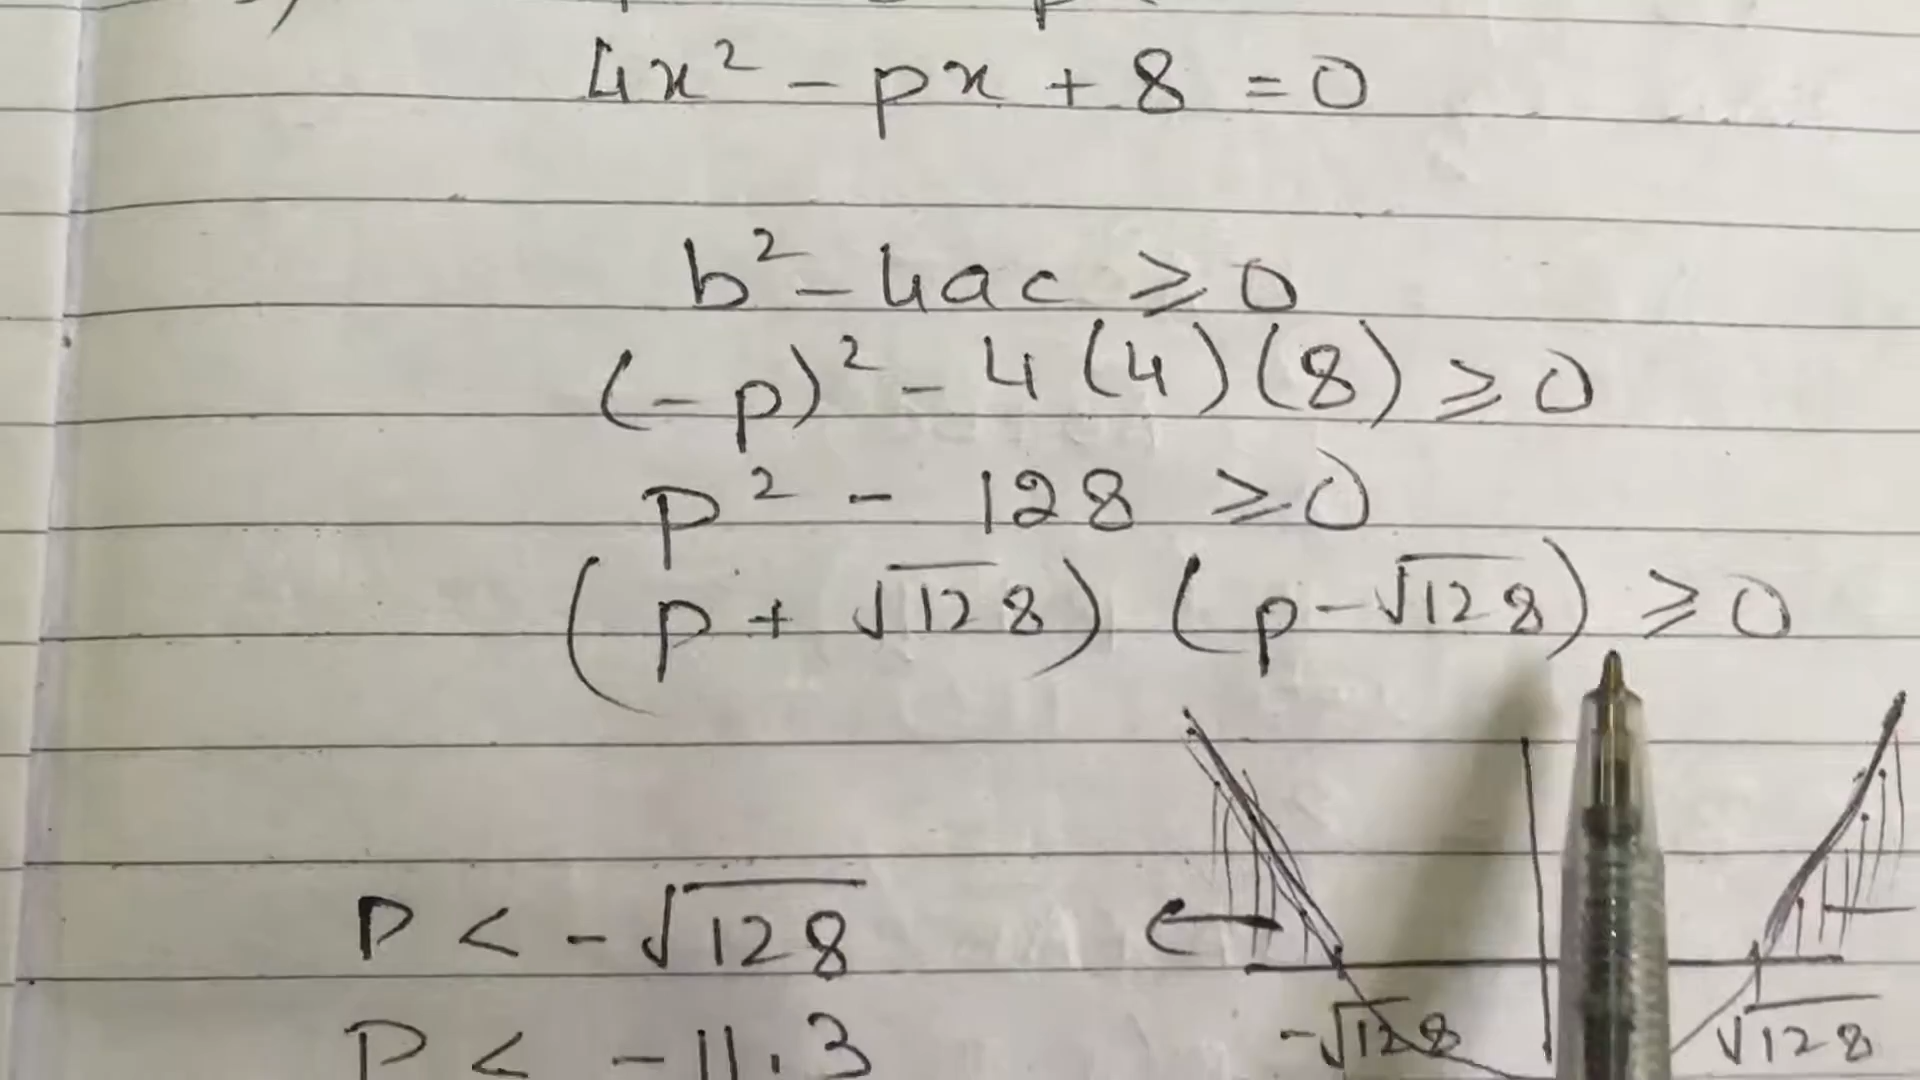 4x² - px + 8 = 0
b² - 4ac ⩾ 0
(-p)² - 4(4)(8) ⩾ 0
p² - 128 ⩾ 0
(p + √128) (p - √128) ⩾ 0
P < -√128
P < -11.3
-√128
√128